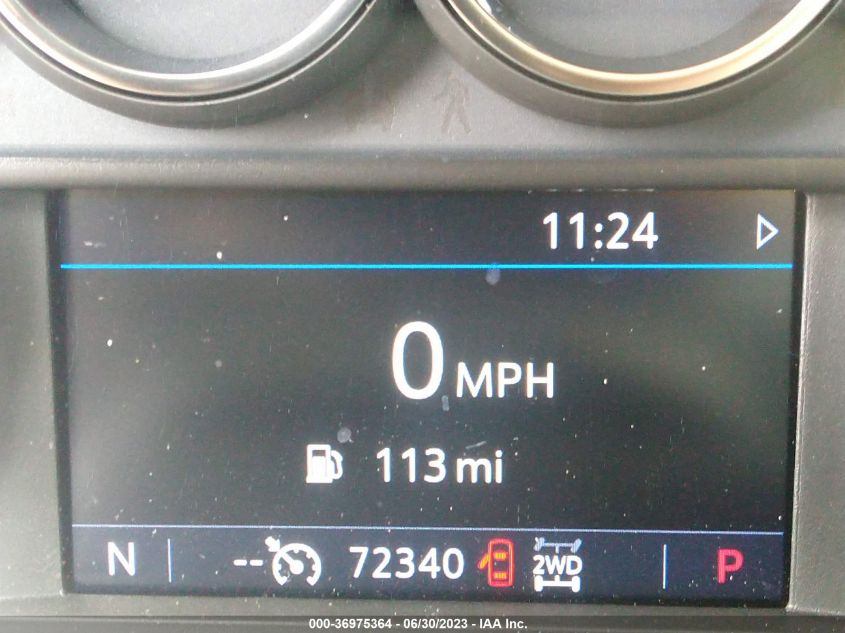 11:24
0 MPH
113 mi
N -- 72340 2WD P
000-36975364 - 06/30/2023 - IAA Inc.